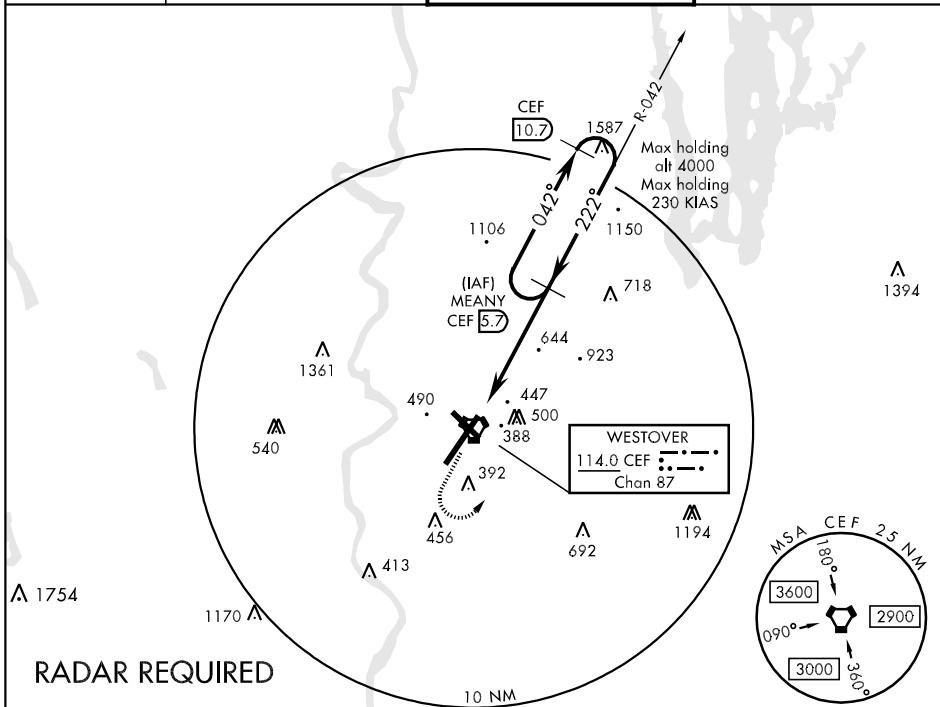 CEF
10.7
1587
R-042
Max holding
alt 4000
Max holding
230 KIAS
042°
222°
1106
1150
(IAF)
MEANY
CEF 5.7
718
1394
644
923
1361
447
490
500
540
388
WESTOVER
114.0 CEF
Chan 87
392
456
692
1194
413
1754
1170
MSA CEF 25 NM
180°
3600
2900
090°
3000
360°
RADAR REQUIRED
10 NM